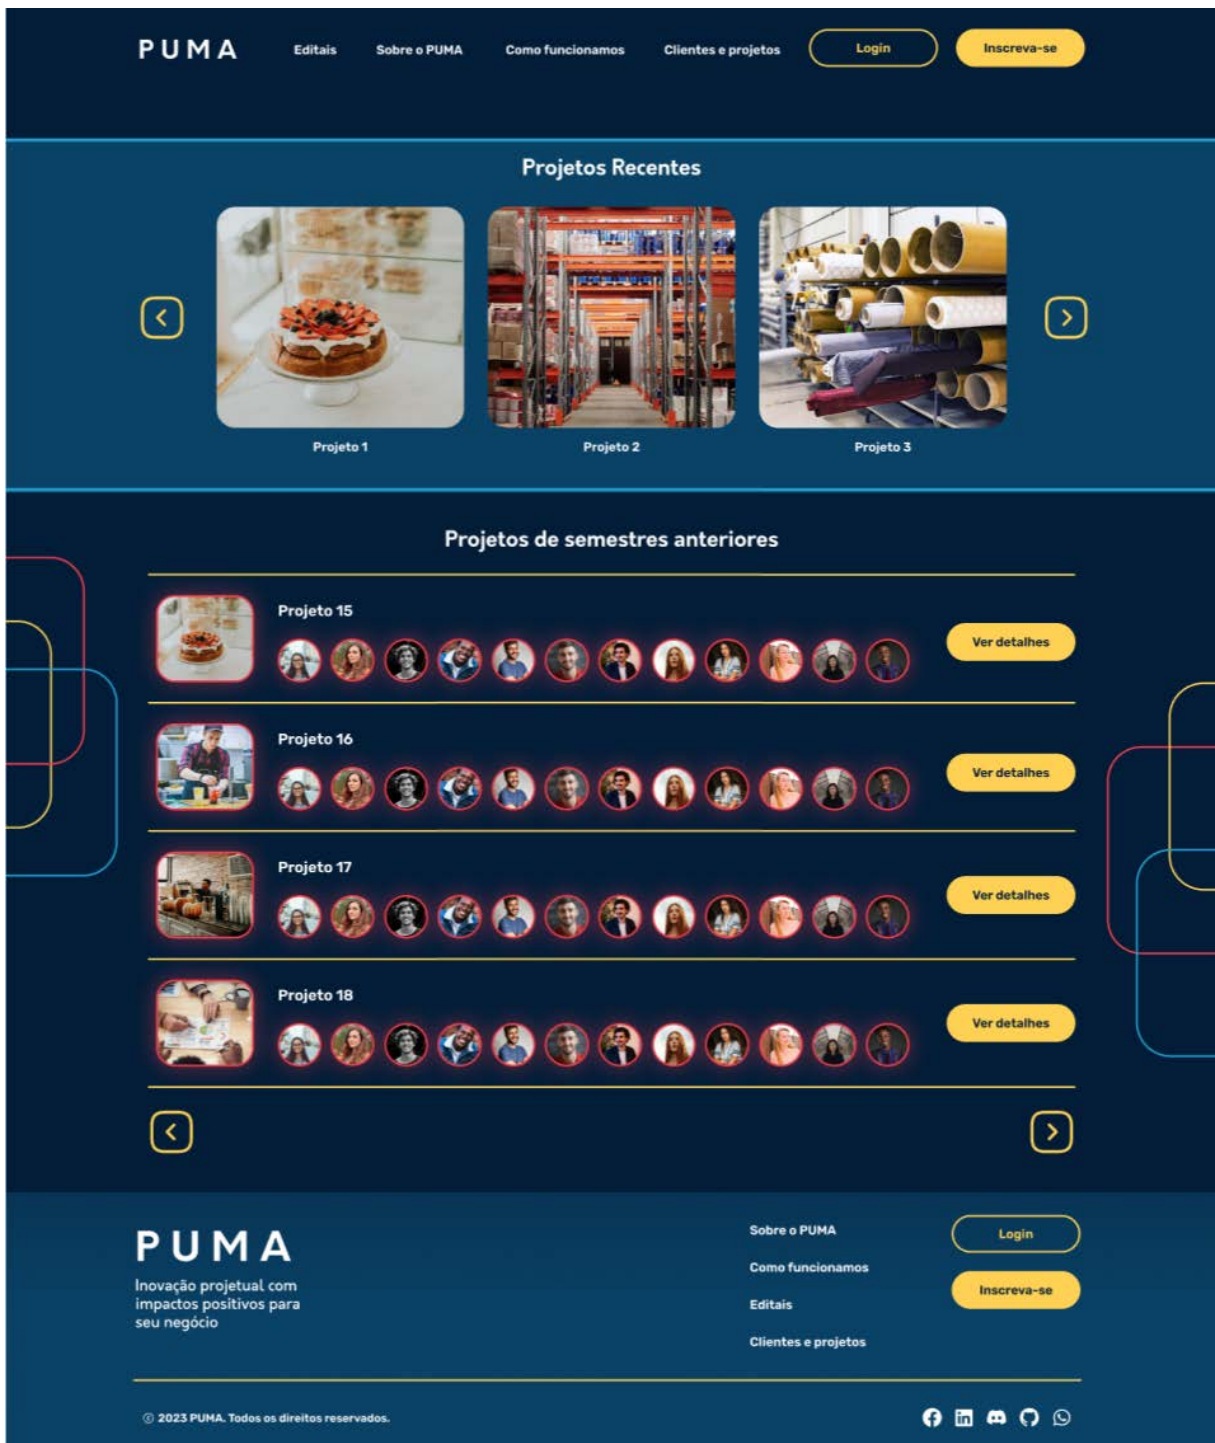 PUMA
Editais
Sobre o PUMA
Como funcionamos
Clientes e projetos
Login
Inscreva-se
Projetos Recentes
Projeto 1
Projeto 2
Projeto 3
Projetos de semestres anteriores
Projeto 15
Ver detalhes
Projeto 16
Ver detalhes
Projeto 17
Ver detalhes
Projeto 18
Ver detalhes
PUMA
Inovação projetual com
impactos positivos para
seu negócio
Sobre o PUMA
Como funcionamos
Editais
Clientes e projetos
Login
Inscreva-se
© 2023 PUMA. Todos os direitos reservados.